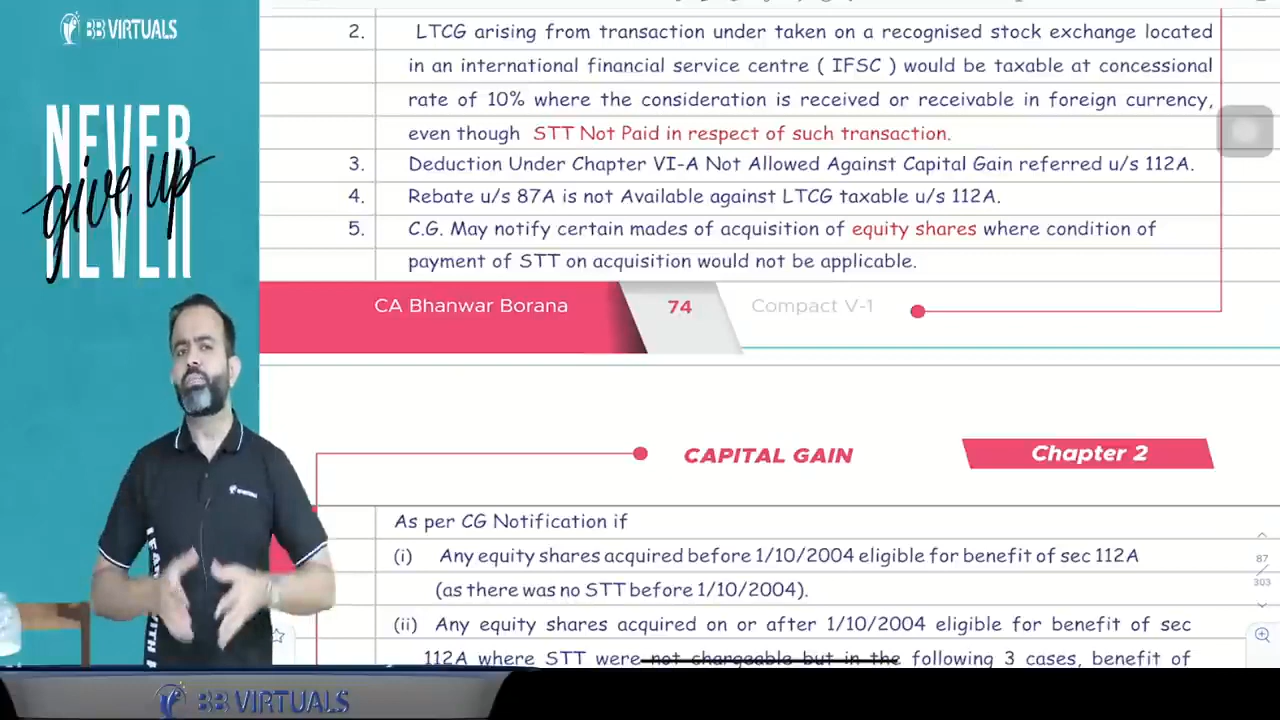 BB VIRTUALS
NEVER
give up
NEVER
2. LTCG arising from transaction under taken on a recognised stock exchange located
in an international financial service centre ( IFSC ) would be taxable at concessional
rate of 10% where the consideration is received or receivable in foreign currency,
even though STT Not Paid in respect of such transaction.
3. Deduction Under Chapter VI-A Not Allowed Against Capital Gain referred u/s 112A.
4. Rebate u/s 87A is not Available against LTCG taxable u/s 112A.
5. C.G. May notify certain mades of acquisition of equity shares where condition of
payment of STT on acquisition would not be applicable.
CA Bhanwar Borana 74 Compact V-1
CAPITAL GAIN Chapter 2
As per CG Notification if
(i) Any equity shares acquired before 1/10/2004 eligible for benefit of sec 112A
(as there was no STT before 1/10/2004).
(ii) Any equity shares acquired on or after 1/10/2004 eligible for benefit of sec
112A where STT were not chargeable but in the following 3 cases, benefit of
87
303
BB VIRTUALS